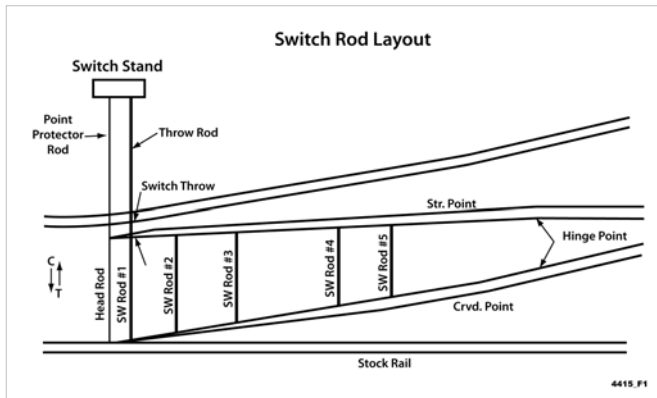 Switch Rod Layout
Switch Stand
Point
Protector
Rod
Throw Rod
Switch Throw
Str. Point
Hinge Point
C
T
Head Rod
SW Rod #1
SW Rod #2
SW Rod #3
SW Rod #4
SW Rod #5
Crvd. Point
Stock Rail
4415_F1